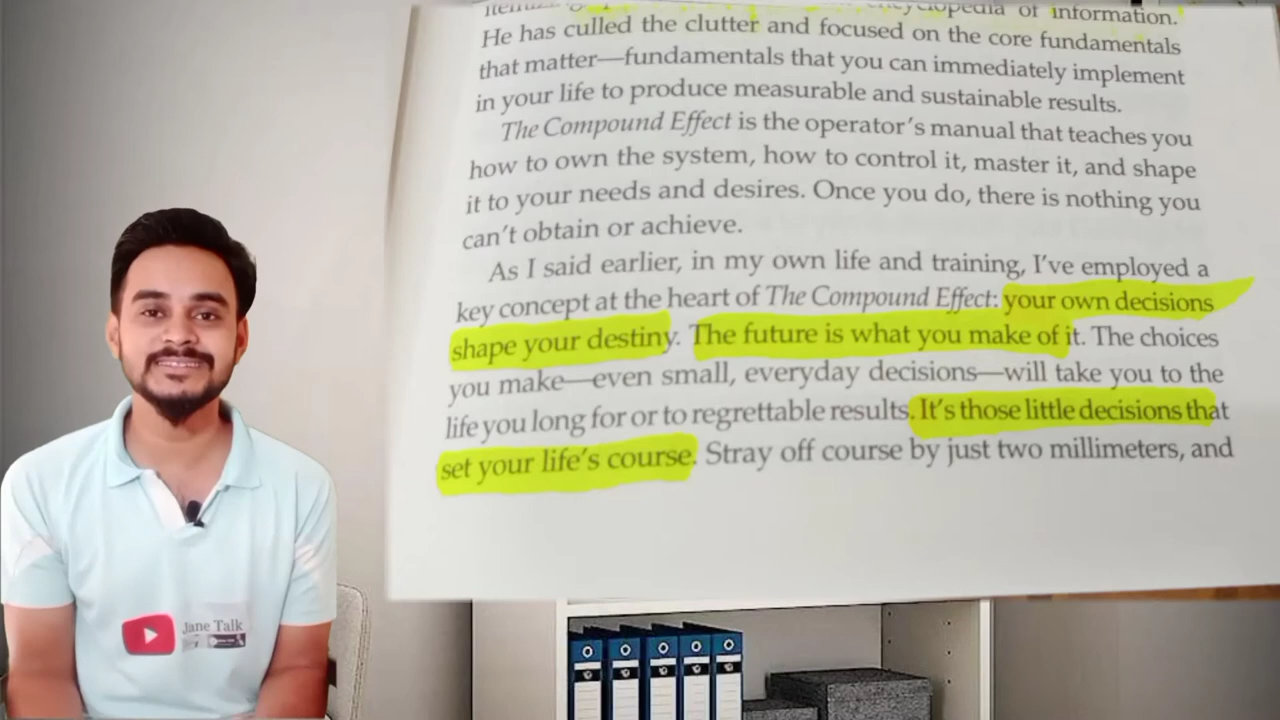 encyclopedia of information.
He has culled the clutter and focused on the core fundamentals
that matter—fundamentals that you can immediately implement
in your life to produce measurable and sustainable results.
The Compound Effect is the operator's manual that teaches you
how to own the system, how to control it, master it, and shape
it to your needs and desires. Once you do, there is nothing you
can't obtain or achieve.
As I said earlier, in my own life and training, I've employed a
key concept at the heart of The Compound Effect: your own decisions
shape your destiny. The future is what you make of it. The choices
you make—even small, everyday decisions—will take you to the
life you long for or to regrettable results. It's those little decisions that
set your life's course. Stray off course by just two millimeters, and
Jane Talk